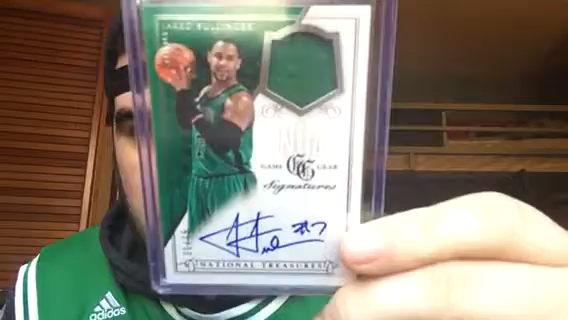 JARED SULLINGER
GAME GG GEAR
Signatures
#7
NATIONAL TREASURES
adidas